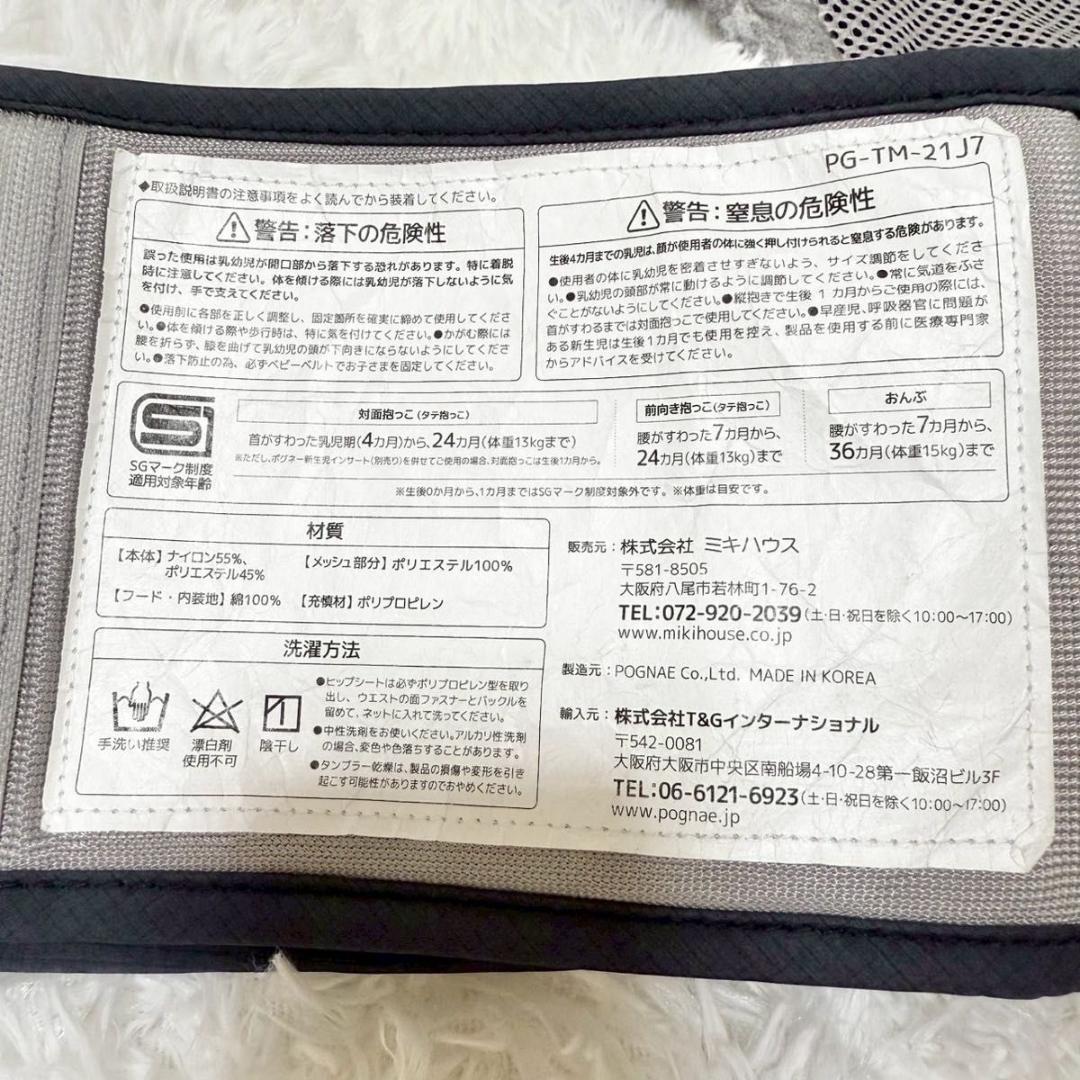 PG-TM-21J7
◆取扱説明書の注意事項をよく読んでから装着してください。
警告:落下の危険性
誤った使用は乳幼児が開口部から落下する恐れがあります。特に着脱
時に注意してください。体を傾ける際には乳幼児が落下しないように気
を付け、手で支えてください。
●使用前に各部を正しく調整し、固定箇所を確実に締めて使用してくださ
い。●体を傾ける際や歩行時は、特に気を付けてください。●かがむ際には
腰を折らず、膝を曲げて乳幼児の頭が下向きにならないようにしてくださ
い。●落下防止の為、必ずベビーベルトでお子さまを固定してください。
警告:窒息の危険性
生後4カ月までの乳児は、顔が使用者の体に強く押し付けられると窒息する危険があります。
●使用者の体に乳幼児を密着させすぎないよう、サイズ調節をしてくださ
い。●乳幼児の頭部が常に動けるように調節してください。●常に気道をふさ
ぐことがないようにしてください。●縦抱きで生後 1 カ月からご使用の際には、
首がすわるまでは対面抱っこで使用してください。●早産児、呼吸器官に問題が
ある新生児は生後1カ月でも使用を控え、製品を使用する前に医療専門家
からアドバイスを受けてください。
SGマーク制度
適用対象年齢
対面抱っこ(タテ抱っこ)
首がすわった乳児期(4カ月)から、24カ月(体重13kgまで)
※ただし、ポグネー新生児インサート(別売り)を併せてご使用の場合、対面抱っこは生後1カ月から。
前向き抱っこ(タテ抱っこ)
腰がすわった7カ月から、
24カ月(体重13kg)まで
おんぶ
腰がすわった7カ月から、
36カ月(体重15kg)まで
※生後0か月から、1カ月まではSGマーク制度対象外です。※体重は目安です。
材質
【本体】ナイロン55%、
ポリエステル45%
【メッシュ部分】ポリエステル100%
【フード・内装地】綿100%
【充慎材】ポリプロピレン
洗濯方法
手洗い推奨
漂白剤
使用不可
陰干し
●ヒップシートは必ずポリプロピレン型を取り
出し、ウエストの面ファスナーとバックルを
留めて、ネットに入れて洗ってください。
●中性洗剤をお使いください。アルカリ性洗剤
の場合、変色や色落ちすることがあります。
●タンブラー乾燥は、製品の損傷や変形を引き
起こす可能性がありますのでおやめください。
販売元:株式会社 ミキハウス
〒581-8505
大阪府八尾市若林町1-76-2
TEL:072-920-2039(土・日・祝日を除く10:00~17:00)
www.mikihouse.co.jp
製造元:POGNAE Co.,Ltd. MADE IN KOREA
輸入元:株式会社T&Gインターナショナル
〒542-0081
大阪府大阪市中央区南船場4-10-28第一飯沼ビル3F
TEL:06-6121-6923(土・日・祝日を除く10:00~17:00)
www.pognae.jp